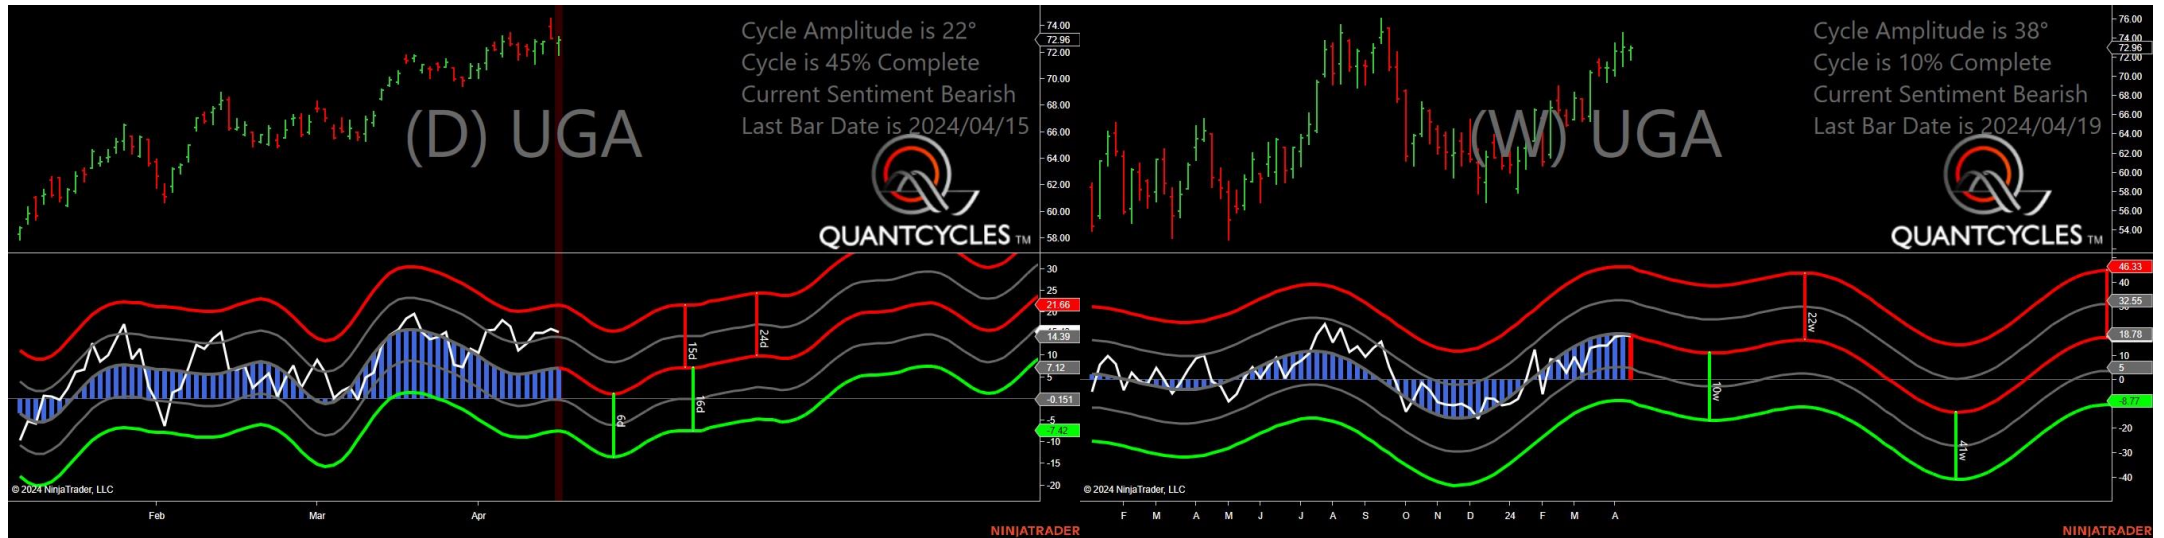 Cycle Amplitude is 22°
Cycle is 45% Complete
Current Sentiment Bearish
Last Bar Date is 2024/04/15
(D) UGA
QUANTCYCLES TM
74.00
72.96
72.00
70.00
68.00
66.00
64.00
62.00
60.00
58.00
30
25
21.66
20
14.39
10
7.12
5
-0.151
-5
-7.42
-10
-15
-20
6d
15d
16d
24d
© 2024 NinjaTrader, LLC
Feb Mar Apr
NINJATRADER
Cycle Amplitude is 38°
Cycle is 10% Complete
Current Sentiment Bearish
Last Bar Date is 2024/04/19
(W) UGA
QUANTCYCLES TM
76.00
74.00
72.96
72.00
70.00
68.00
66.00
64.00
62.00
60.00
58.00
56.00
54.00
46.33
40
32.55
30
18.78
10
5
0
-8.77
-20
-30
-40
10w
22w
41w
© 2024 NinjaTrader, LLC
F M A M J J A S O N D 24 F M A
NINJATRADER